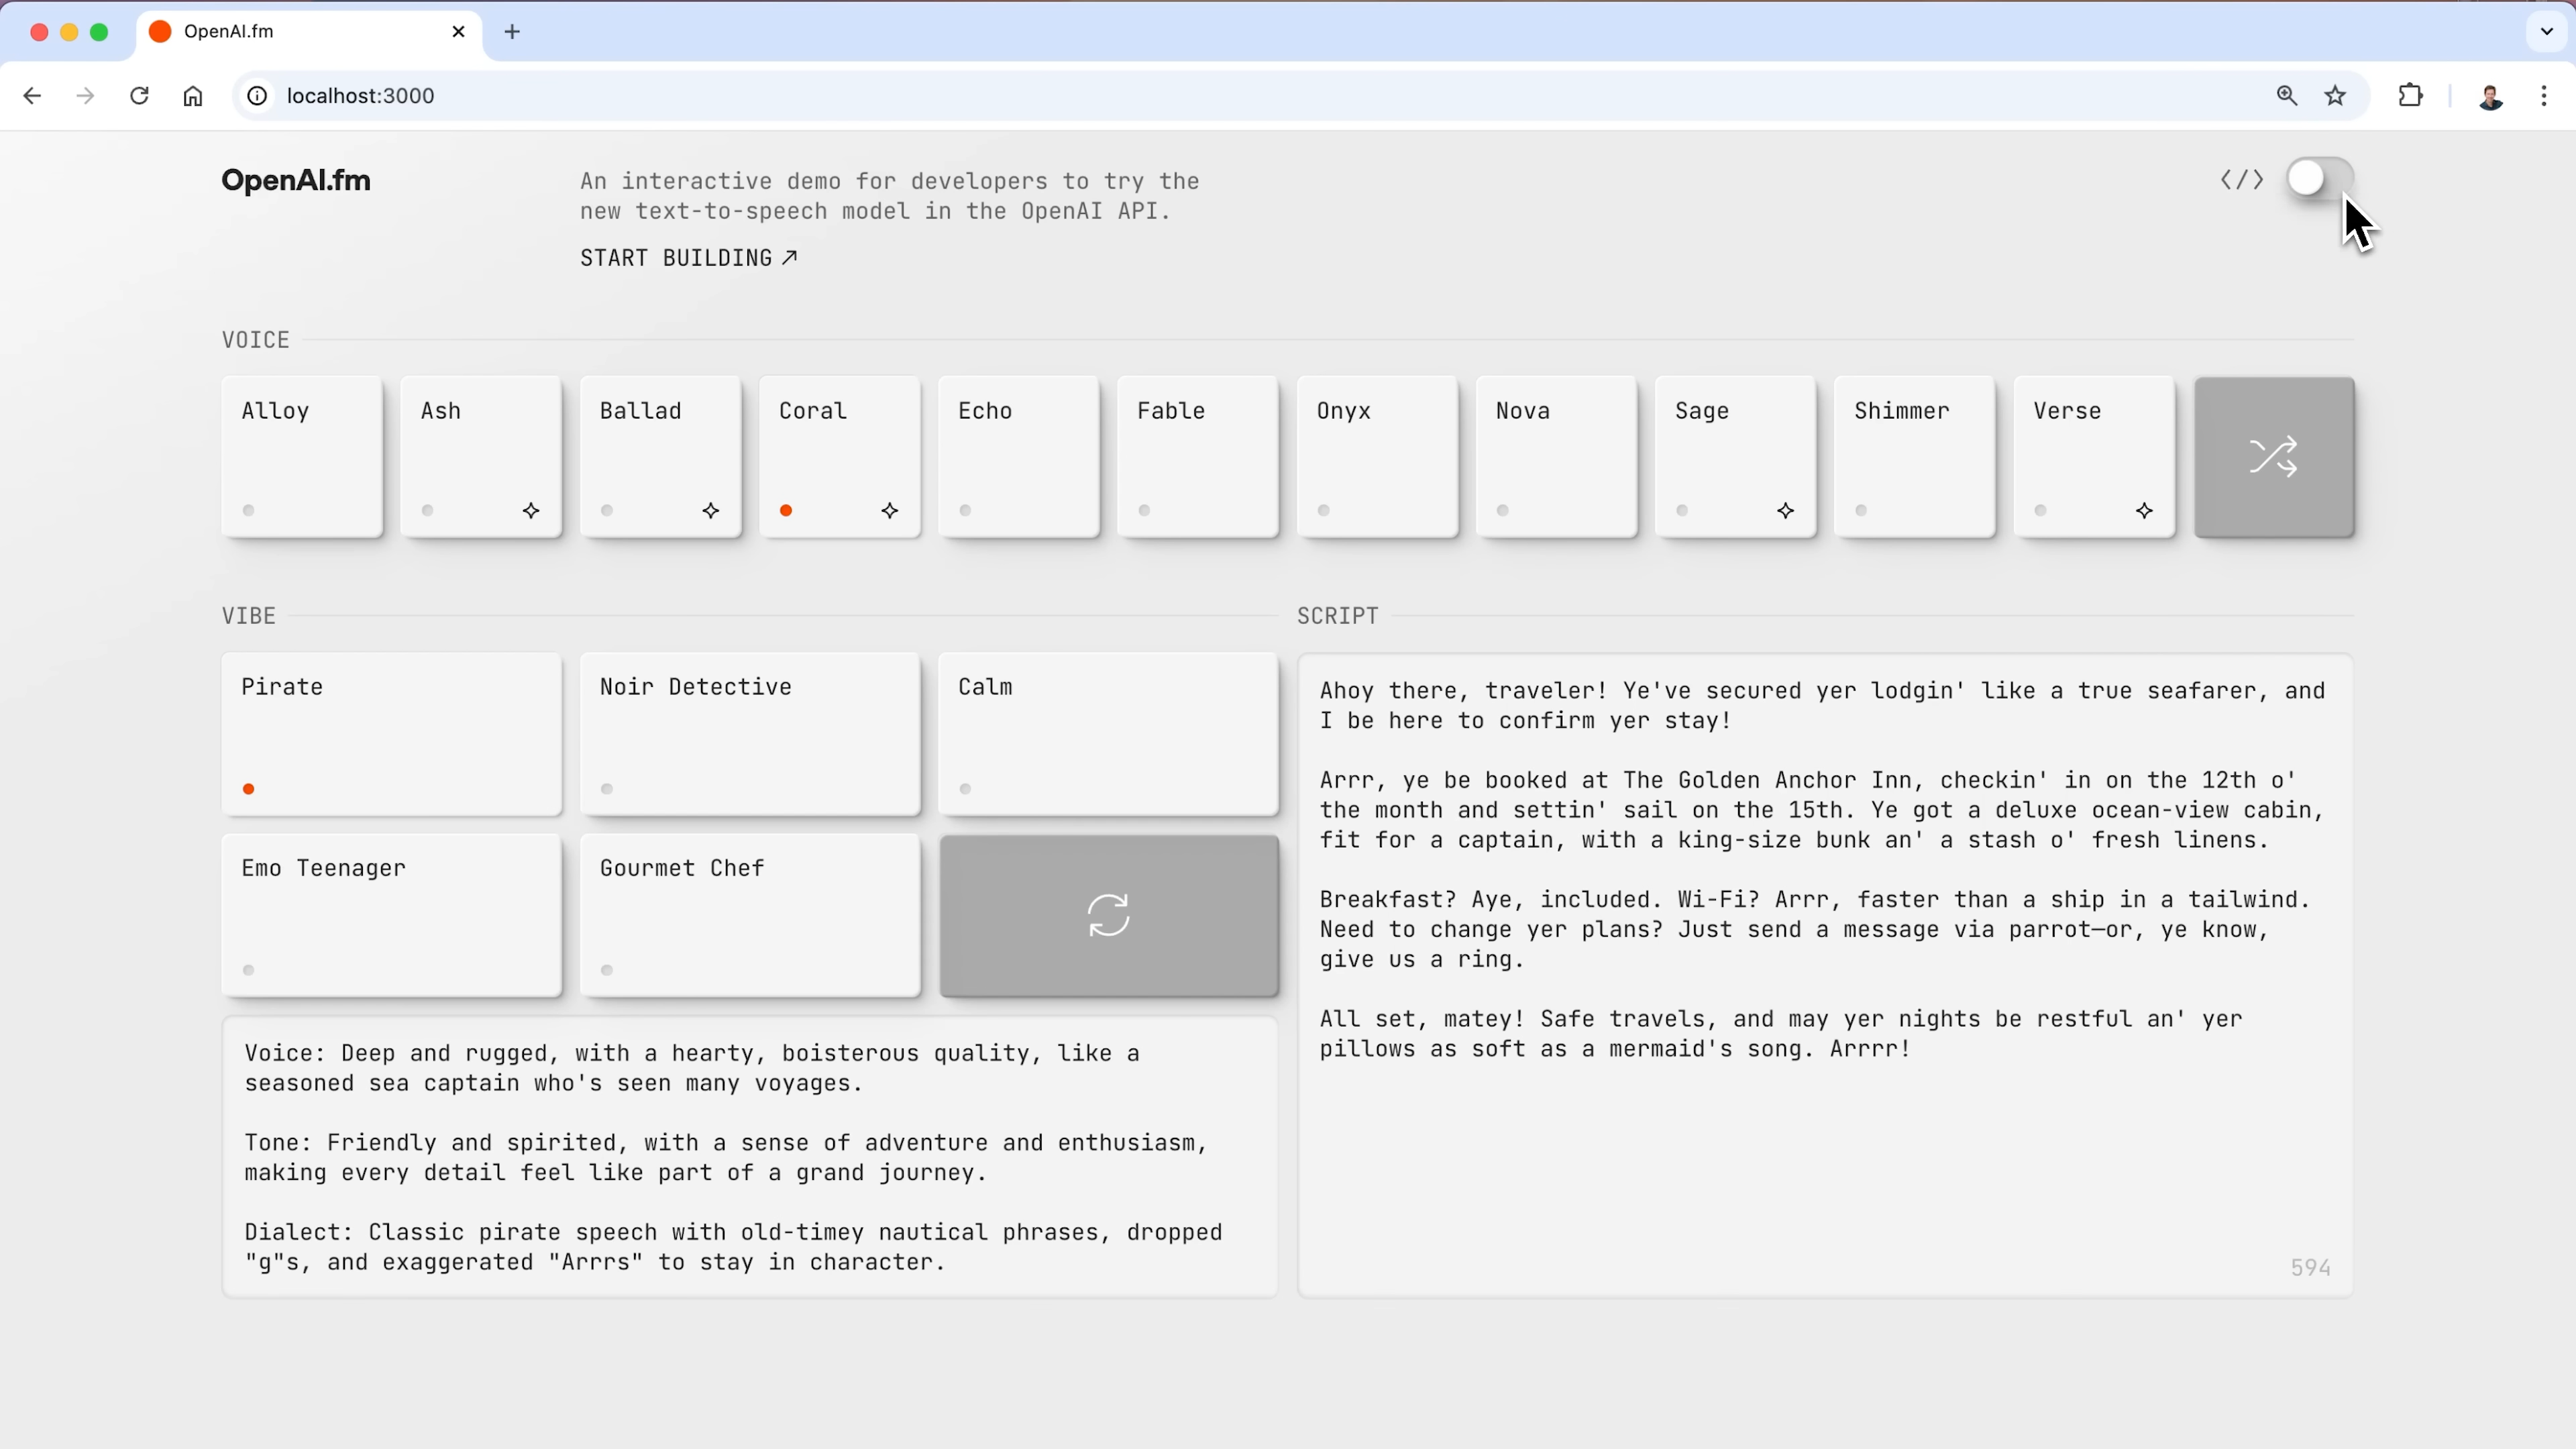 OpenAI.fm
localhost:3000
OpenAI.fm
An interactive demo for developers to try the
new text-to-speech model in the OpenAI API.
START BUILDING ↗
</>
VOICE
Alloy
Ash
Ballad
Coral
Echo
Fable
Onyx
Nova
Sage
Shimmer
Verse
VIBE
Pirate
Noir Detective
Calm
Emo Teenager
Gourmet Chef
Voice: Deep and rugged, with a hearty, boisterous quality, like a
seasoned sea captain who's seen many voyages.
Tone: Friendly and spirited, with a sense of adventure and enthusiasm,
making every detail feel like part of a grand journey.
Dialect: Classic pirate speech with old-timey nautical phrases, dropped
"g"s, and exaggerated "Arrrs" to stay in character.
SCRIPT
Ahoy there, traveler! Ye've secured yer lodgin' like a true seafarer, and
I be here to confirm yer stay!
Arrr, ye be booked at The Golden Anchor Inn, checkin' in on the 12th o'
the month and settin' sail on the 15th. Ye got a deluxe ocean-view cabin,
fit for a captain, with a king-size bunk an' a stash o' fresh linens.
Breakfast? Aye, included. Wi-Fi? Arrr, faster than a ship in a tailwind.
Need to change yer plans? Just send a message via parrot—or, ye know,
give us a ring.
All set, matey! Safe travels, and may yer nights be restful an' yer
pillows as soft as a mermaid's song. Arrrr!
594